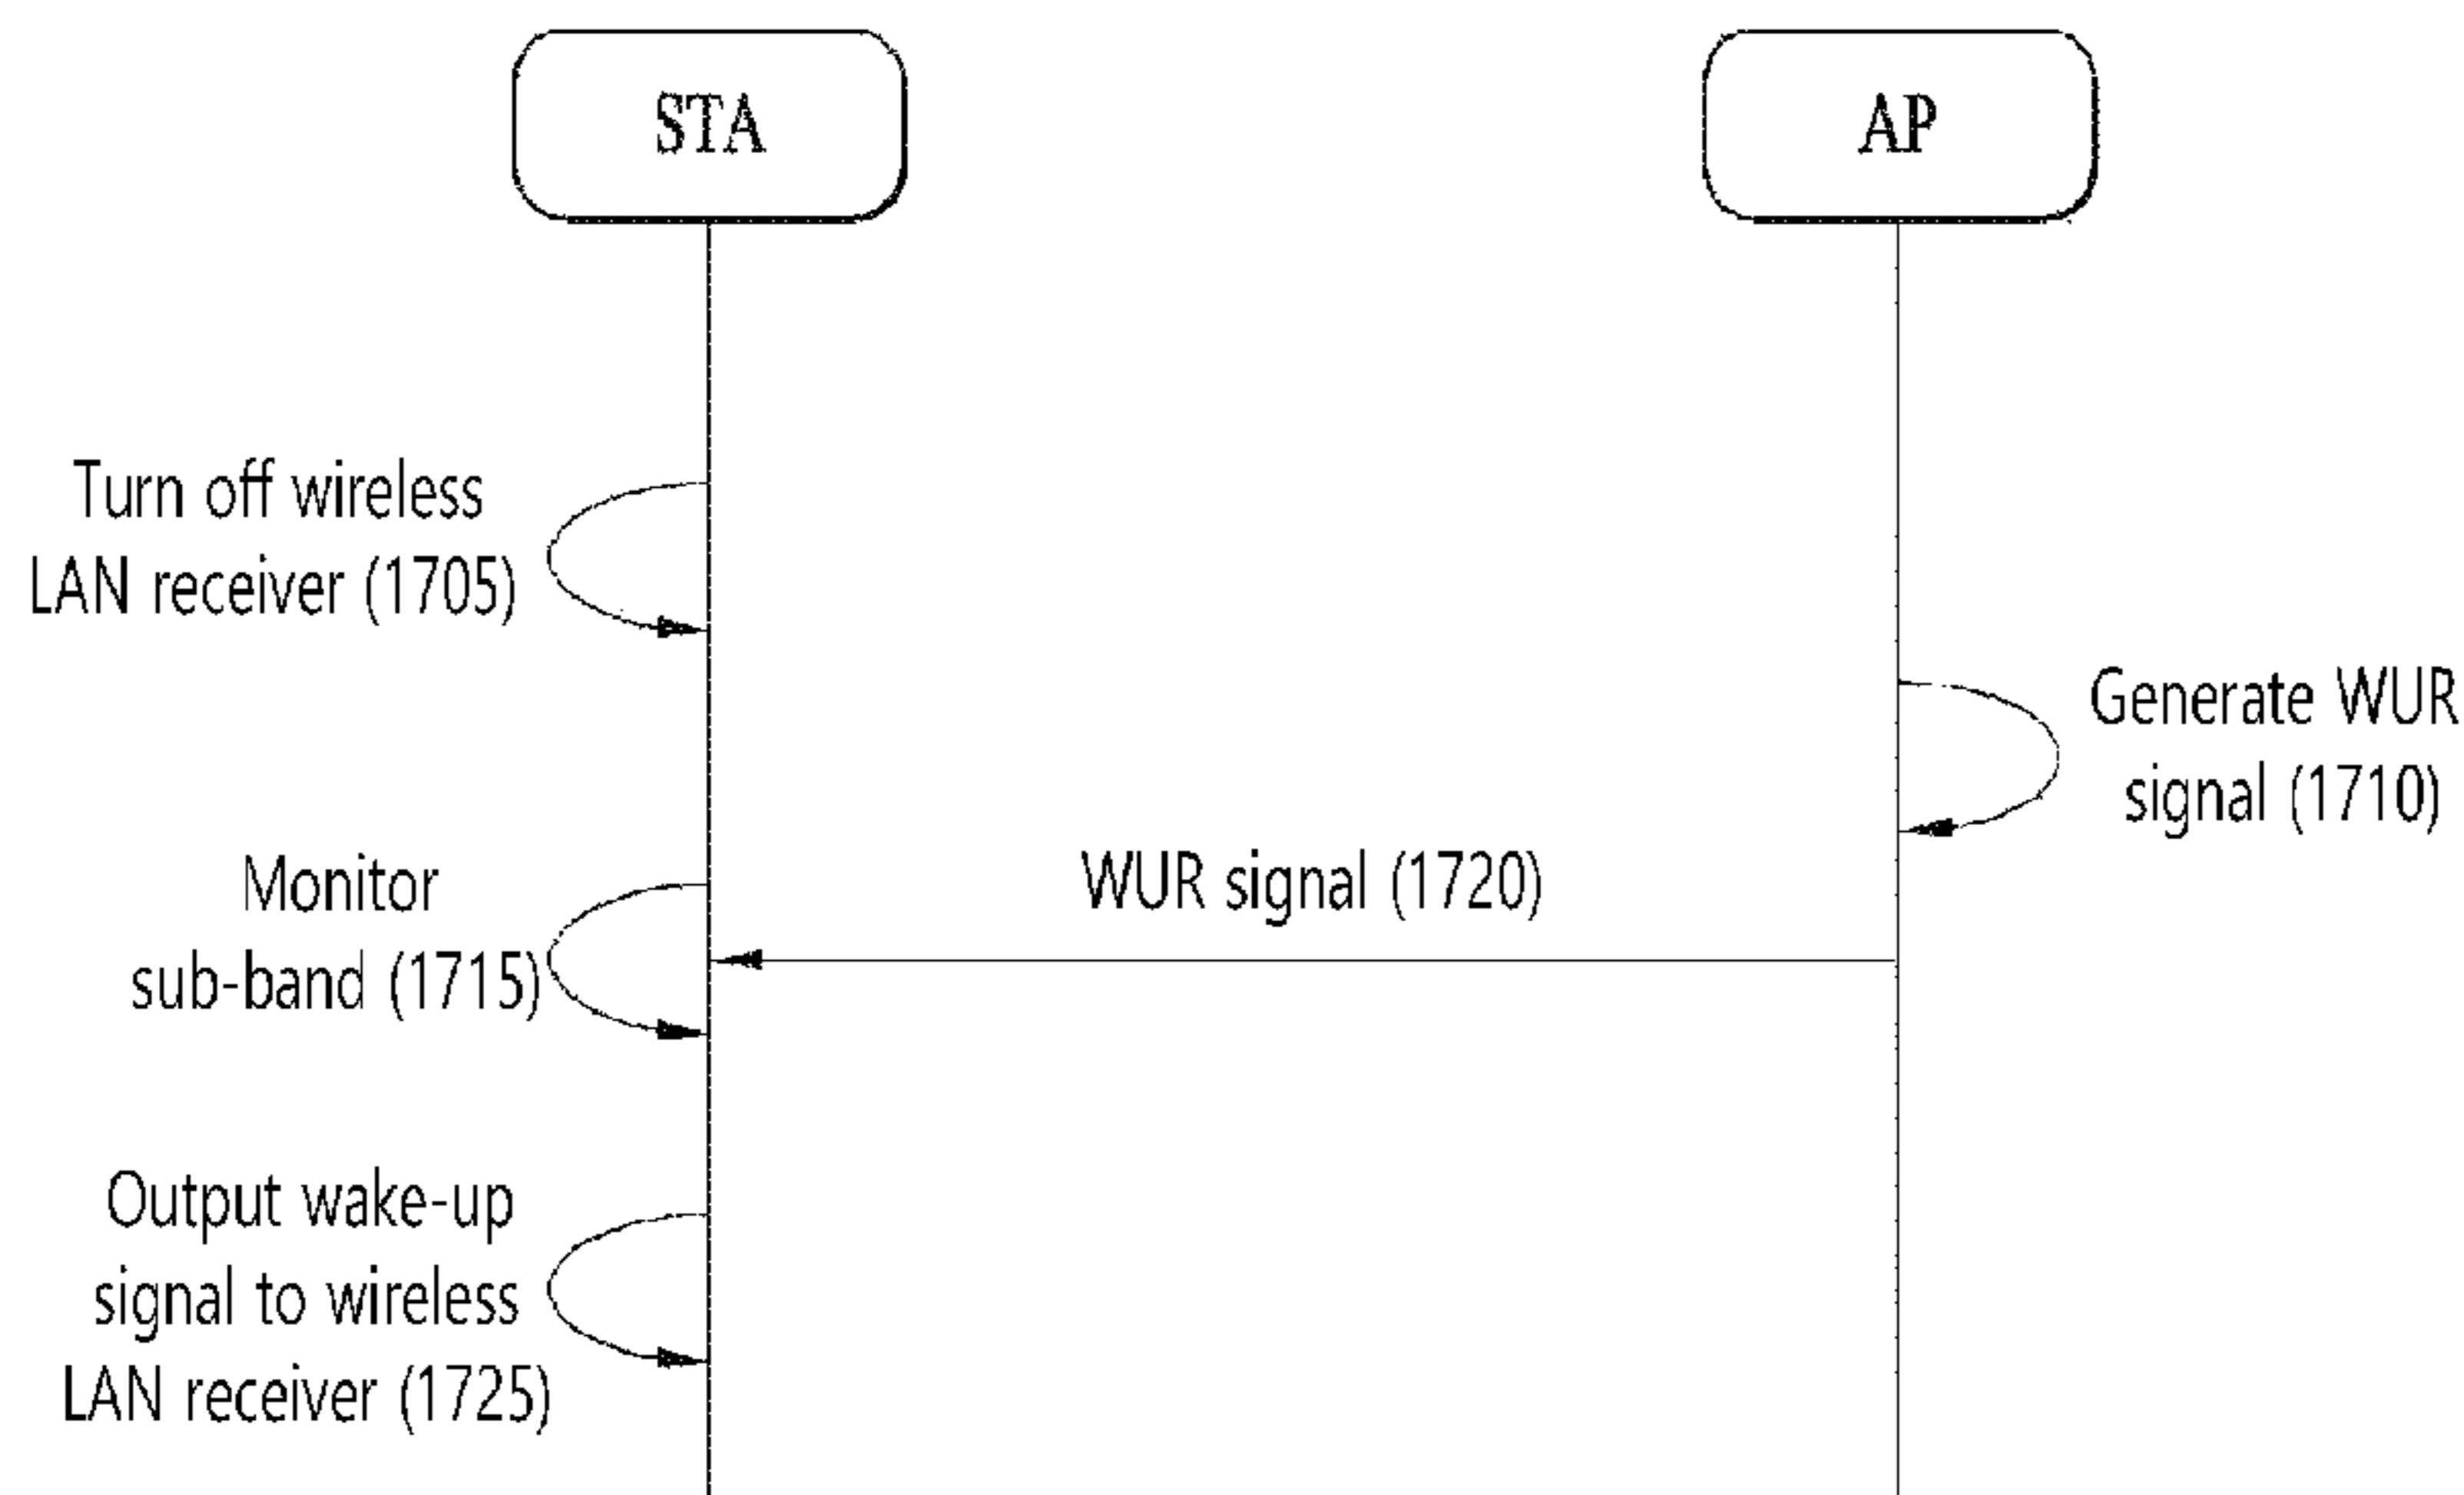 STA
AP
Turn off wireless
LAN receiver (1705)
Generate WUR
signal (1710)
Monitor
sub-band (1715)
WUR signal (1720)
Output wake-up
signal to wireless
LAN receiver (1725)